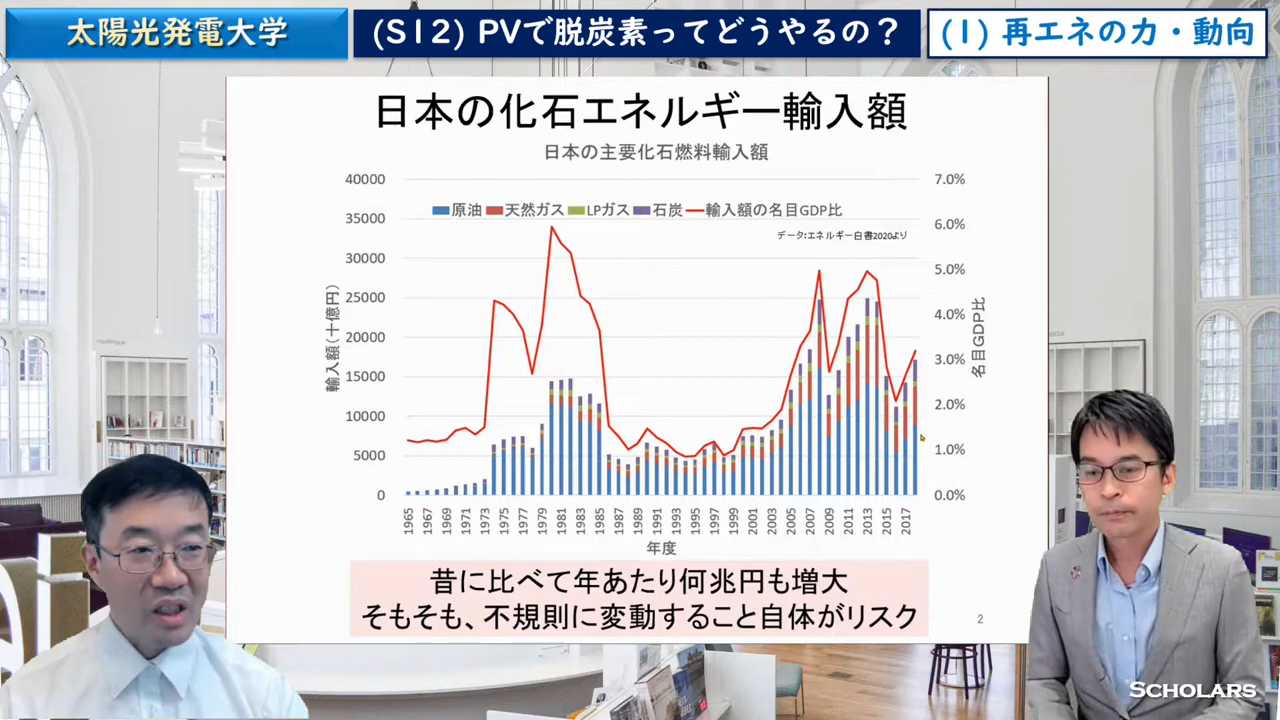 太陽光発電大学
(S12) PVで脱炭素ってどうやるの?
(1) 再エネの力・動向
日本の化石エネルギー輸入額
日本の主要化石燃料輸入額
原油 天然ガス LPガス 石炭 輸入額の名目GDP比
データ:エネルギー白書2020より
輸入額(十億円)
40000
35000
30000
25000
20000
15000
10000
5000
0
7.0%
6.0%
5.0%
4.0%
3.0%
2.0%
1.0%
0.0%
名目GDP比
1965 1967 1969 1971 1973 1975 1977 1979 1981 1983 1985 1987 1989 1991 1993 1995 1997 1999 2001 2003 2005 2007 2009 2011 2013 2015 2017
年度
昔に比べて年あたり何兆円も増大
そもそも、不規則に変動すること自体がリスク
2
SCHOLARS